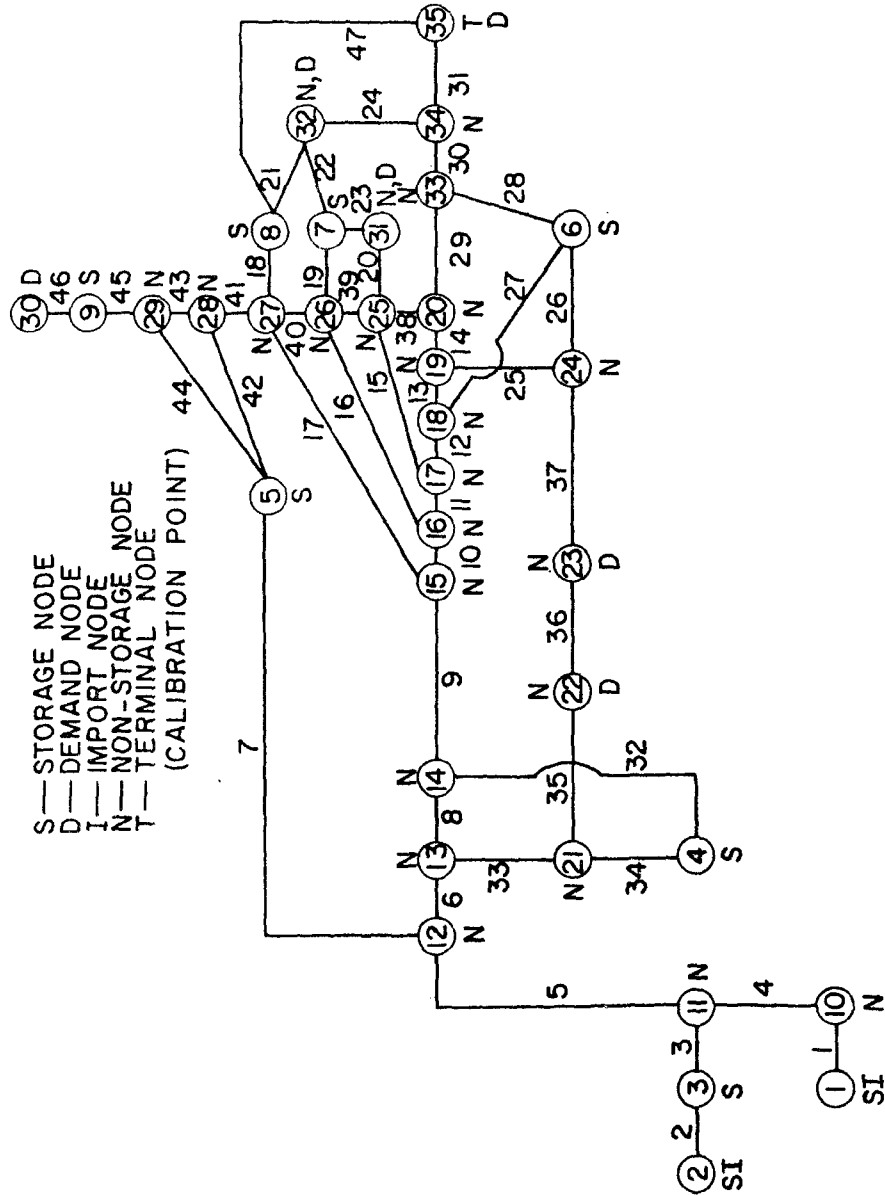 S — STORAGE NODE
D — DEMAND NODE
I — IMPORT NODE
N — NON-STORAGE NODE
T — TERMINAL NODE
(CALIBRATION POINT)
30 D
46
9 S
45
29 N
43
28 N
41
44
42
5
S
7
27
N
18
8
S
21
47
35
T
D
40
26
N
19
7
S
22
32
N,D
24
39
25
N
20
31
N,D
23
38
17
16
15
12
N
6
13
N
8
14
N
9
15
N
10
16
N
11
17
N
12
18
N
13
19
N
14
20
N
29
33
N
30
34
N
31
5
33
35
32
21
N
34
4
S
22
N
D
36
23
N
D
37
24
N
25
26
27
28
6
S
2
SI
2
3
S
3
11
N
4
10
N
1
1
SI